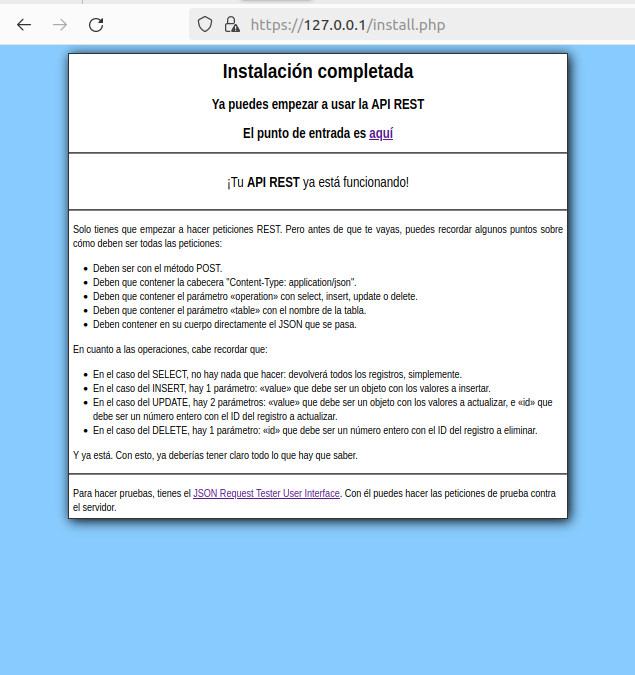 https://127.0.0.1/install.php
Instalación completada
Ya puedes empezar a usar la API REST
El punto de entrada es aquí
¡Tu API REST ya está funcionando!
Solo tienes que empezar a hacer peticiones REST. Pero antes de que te vayas, puedes recordar algunos puntos sobre
cómo deben ser todas las peticiones:
Deben ser con el método POST.
Deben que contener la cabecera "Content-Type: application/json".
Deben que contener el parámetro «operation» con select, insert, update o delete.
Deben que contener el parámetro «table» con el nombre de la tabla.
Deben contener en su cuerpo directamente el JSON que se pasa.
En cuanto a las operaciones, cabe recordar que:
En el caso del SELECT, no hay nada que hacer: devolverá todos los registros, simplemente.
En el caso del INSERT, hay 1 parámetro: «value» que debe ser un objeto con los valores a insertar.
En el caso del UPDATE, hay 2 parámetros: «value» que debe ser un objeto con los valores a actualizar, e «id» que
debe ser un número entero con el ID del registro a actualizar.
En el caso del DELETE, hay 1 parámetro: «id» que debe ser un número entero con el ID del registro a eliminar.
Y ya está. Con esto, ya deberías tener claro todo lo que hay que saber.
Para hacer pruebas, tienes el JSON Request Tester User Interface. Con él puedes hacer las peticiones de prueba contra
el servidor.